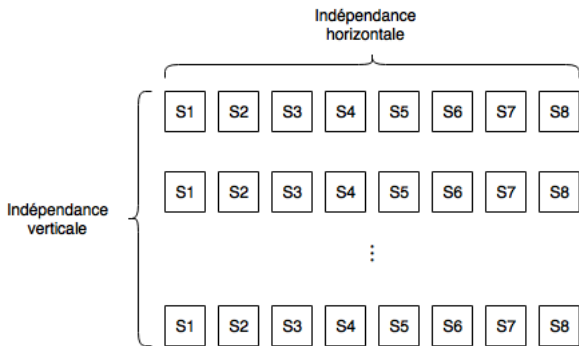 Indépendance
horizontale
S1 S2 S3 S4 S5 S6 S7 S8
S1 S2 S3 S4 S5 S6 S7 S8
Indépendance
verticale
⋮
S1 S2 S3 S4 S5 S6 S7 S8